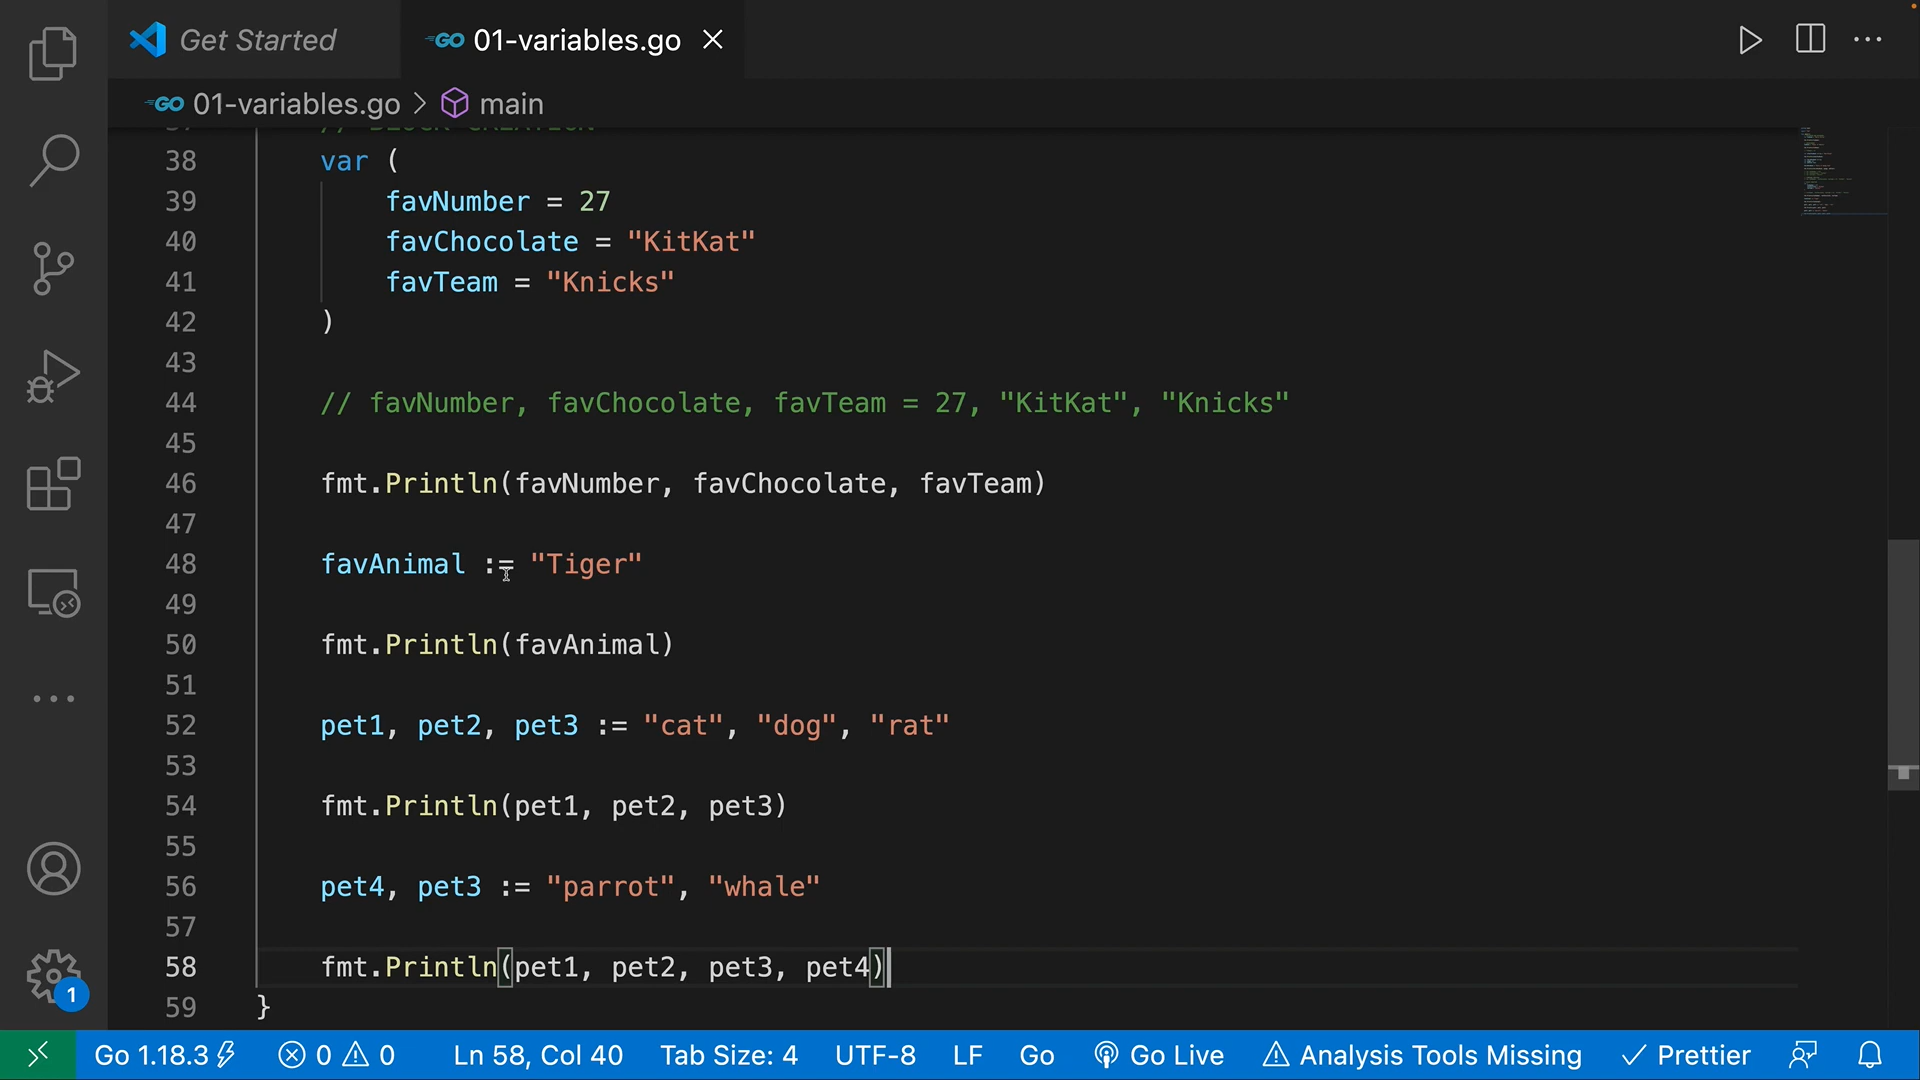 Get Started
GO 01-variables.go
GO 01-variables.go > main
37 // BLOCK CREATION
38 var (
39 favNumber = 27
40 favChocolate = "KitKat"
41 favTeam = "Knicks"
42 )
43
44 // favNumber, favChocolate, favTeam = 27, "KitKat", "Knicks"
45
46 fmt.Println(favNumber, favChocolate, favTeam)
47
48 favAnimal := "Tiger"
49
50 fmt.Println(favAnimal)
51
52 pet1, pet2, pet3 := "cat", "dog", "rat"
53
54 fmt.Println(pet1, pet2, pet3)
55
56 pet4, pet3 := "parrot", "whale"
57
58 fmt.Println(pet1, pet2, pet3, pet4)
59 }
1
Go 1.18.3 0 0 Ln 58, Col 40 Tab Size: 4 UTF-8 LF Go Go Live Analysis Tools Missing Prettier